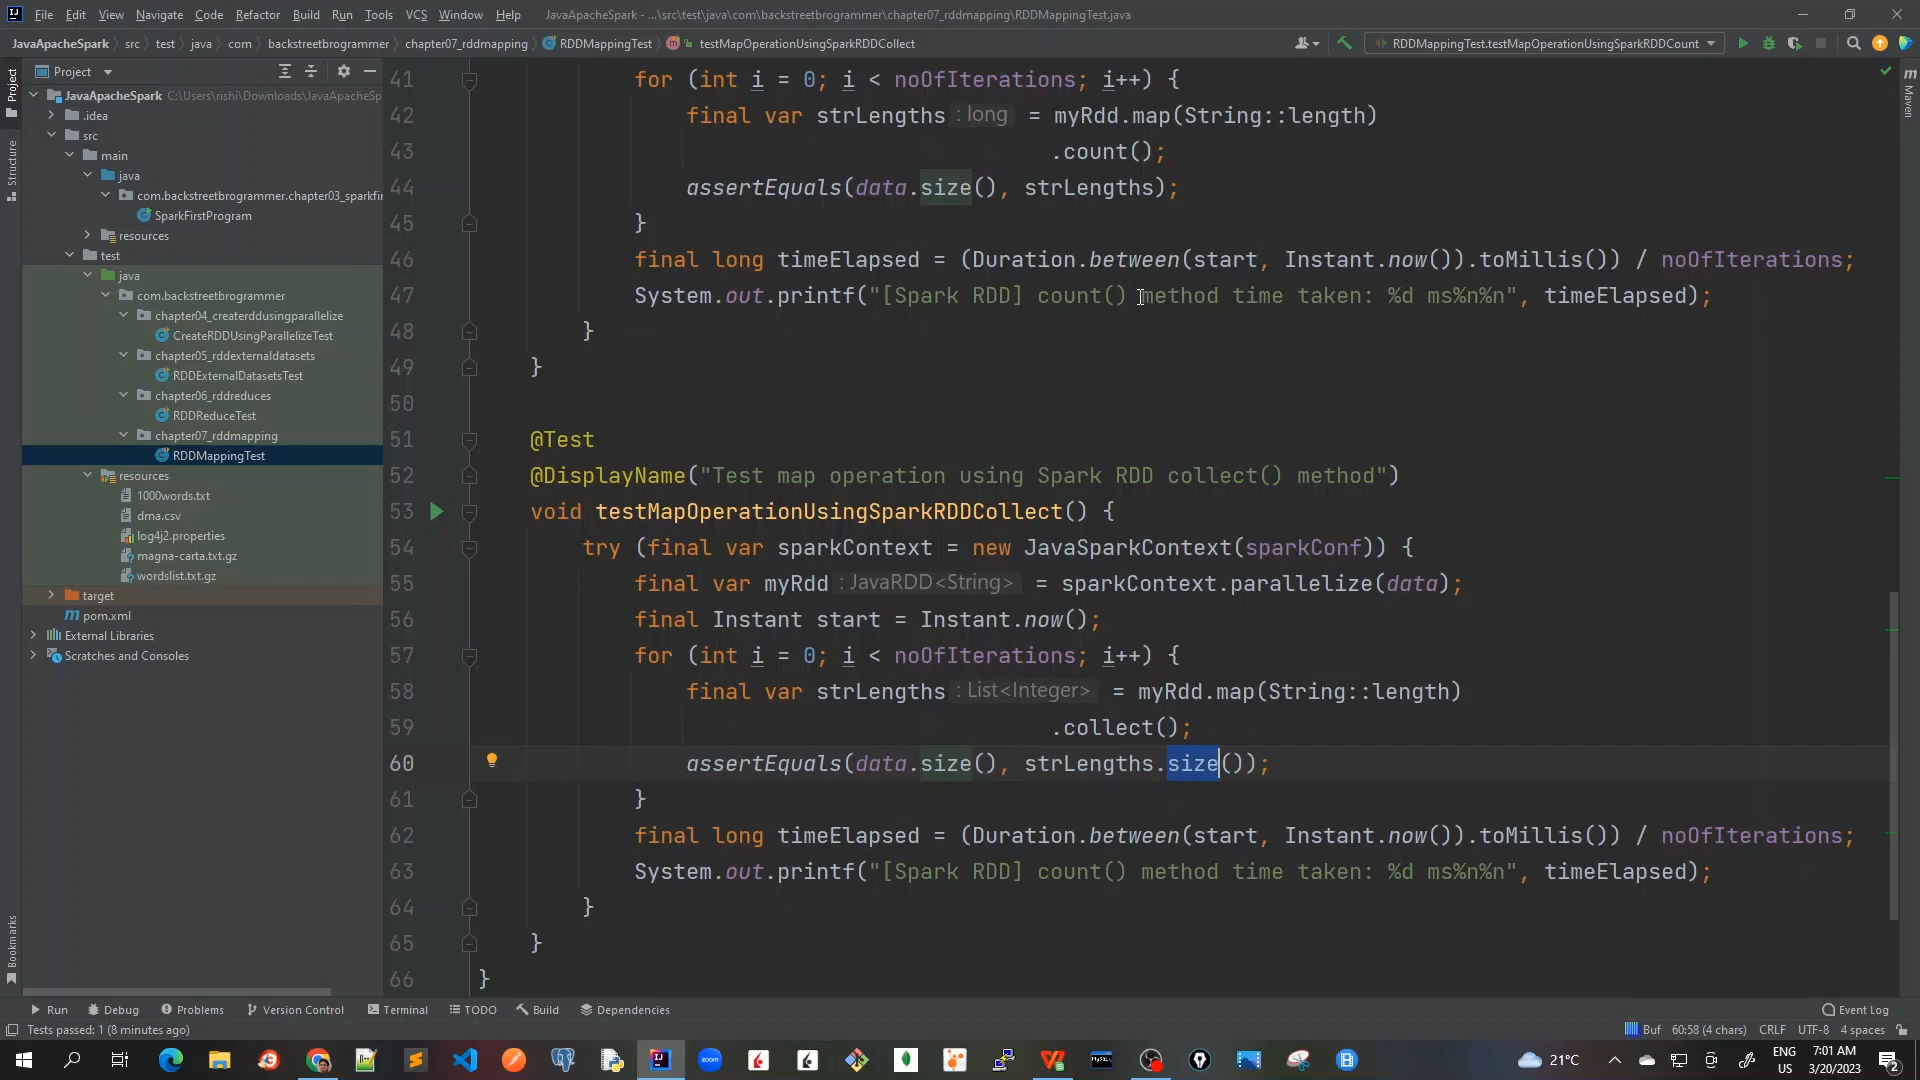 File Edit View Navigate Code Refactor Build Run Tools VCS Window Help JavaApacheSpark - ...\src\test\java\com\backstreetbrogrammer\chapter07_rddmapping\RDDMappingTest.java
JavaApacheSpark src test java com backstreetbrogrammer chapter07_rddmapping RDDMappingTest testMapOperationUsingSparkRDDCollect RDDMappingTest.testMapOperationUsingSparkRDDCount
Project
Project
Structure
Bookmarks
Maven
JavaApacheSpark C:\Users\rishi\Downloads\JavaApacheSp
.idea
src
main
java
com.backstreetbrogrammer.chapter03_sparkfir
SparkFirstProgram
resources
test
java
com.backstreetbrogrammer
chapter04_createrddusingparallelize
CreateRDDUsingParallelizeTest
chapter05_rddexternaldatasets
RDDExternalDatasetsTest
chapter06_rddreduces
RDDReduceTest
chapter07_rddmapping
RDDMappingTest
resources
1000words.txt
dma.csv
log4j2.properties
magna-carta.txt.gz
wordslist.txt.gz
target
pom.xml
External Libraries
Scratches and Consoles
41 for (int i = 0; i < noOfIterations; i++) {
42 final var strLengths : long = myRdd.map(String::length)
43 .count();
44 assertEquals(data.size(), strLengths);
45 }
46 final long timeElapsed = (Duration.between(start, Instant.now()).toMillis()) / noOfIterations;
47 System.out.printf("[Spark RDD] count() method time taken: %d ms%n%n", timeElapsed);
48 }
49 }
50
51 @Test
52 @DisplayName("Test map operation using Spark RDD collect() method")
53 void testMapOperationUsingSparkRDDCollect() {
54 try (final var sparkContext = new JavaSparkContext(sparkConf)) {
55 final var myRdd : JavaRDD<String> = sparkContext.parallelize(data);
56 final Instant start = Instant.now();
57 for (int i = 0; i < noOfIterations; i++) {
58 final var strLengths : List<Integer> = myRdd.map(String::length)
59 .collect();
60 assertEquals(data.size(), strLengths.size());
61 }
62 final long timeElapsed = (Duration.between(start, Instant.now()).toMillis()) / noOfIterations;
63 System.out.printf("[Spark RDD] count() method time taken: %d ms%n%n", timeElapsed);
64 }
65 }
66 }
Run Debug Problems Version Control Terminal TODO Build Dependencies Event Log
Tests passed: 1 (8 minutes ago) Buf 60:58 (4 chars) CRLF UTF-8 4 spaces
21°C ENG US 7:01 AM 3/20/2023 2